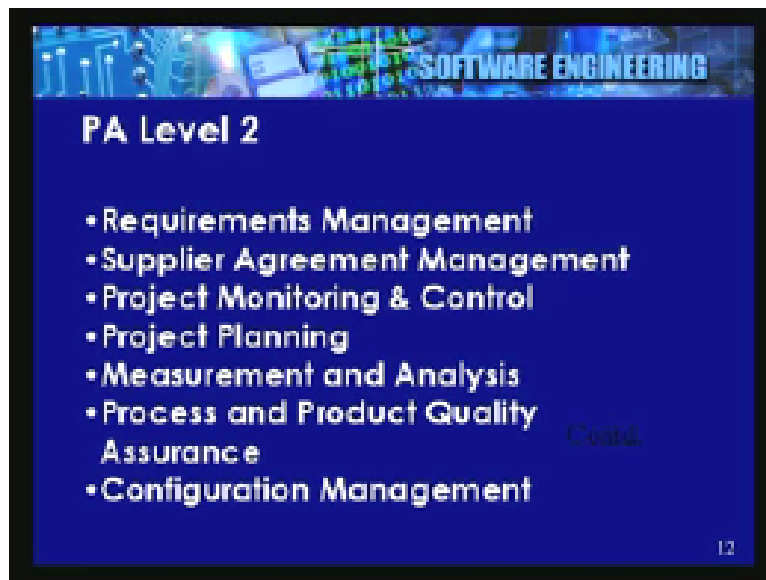 SOFTWARE ENGINEERING
PA Level 2
•Requirements Management
•Supplier Agreement Management
•Project Monitoring & Control
•Project Planning
•Measurement and Analysis
•Process and Product Quality
Assurance
Contd.
•Configuration Management
12